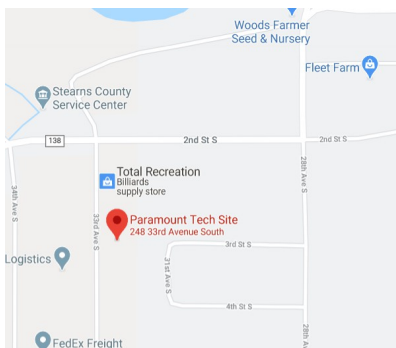 Woods Farmer
Seed & Nursery
Fleet Farm
Stearns County
Service Center
138
2nd St S
2nd St S
Total Recreation
Billiards
supply store
28th Ave S
34th Ave S
33rd Ave S
Paramount Tech Site
248 33rd Avenue South
3rd St S
Logistics
31st Ave S
4th St S
28th
FedEx Freight